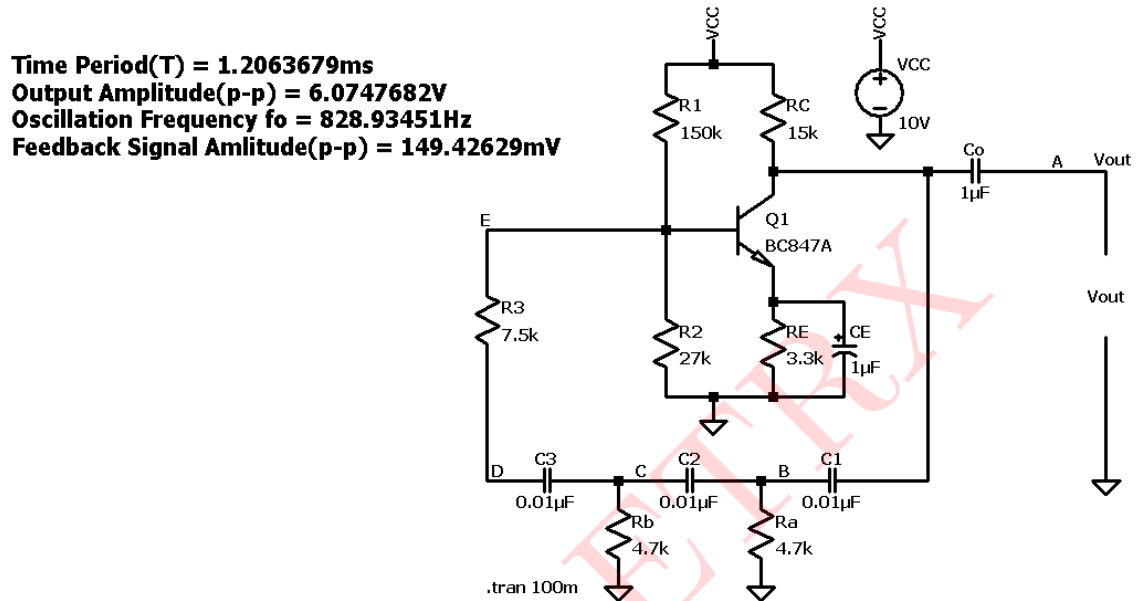 Time Period(T) = 1.2063679ms
Output Amplitude(p-p) = 6.0747682V
Oscillation Frequency fo = 828.93451Hz
Feedback Signal Amlitude(p-p) = 149.42629mV
VCC
VCC
VCC
10V
R1
150k
RC
15k
Co
1µF
A
Vout
E
Q1
BC847A
Vout
R3
7.5k
R2
27k
RE
3.3k
CE
1µF
D
C3
0.01µF
C
C2
0.01µF
B
C1
0.01µF
Rb
4.7k
Ra
4.7k
.tran 100m
ETRX